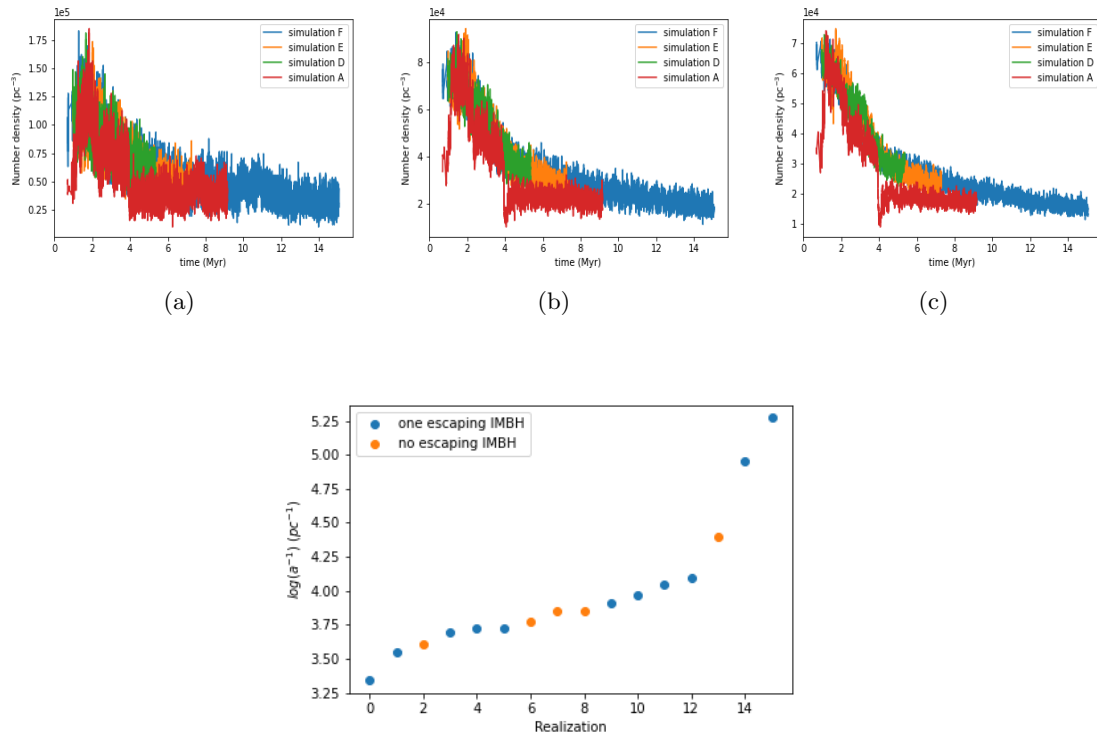 1e5
simulation F
simulation E
simulation D
simulation A
Number density (pc⁻³)
1.75
1.50
1.25
1.00
0.75
0.50
0.25
0 2 4 6 8 10 12 14
time (Myr)
(a)
1e4
simulation F
simulation E
simulation D
simulation A
Number density (pc⁻³)
8
6
4
2
0 2 4 6 8 10 12 14
time (Myr)
(b)
1e4
simulation F
simulation E
simulation D
simulation A
Number density (pc⁻³)
7
6
5
4
3
2
1
0 2 4 6 8 10 12 14
time (Myr)
(c)
one escaping IMBH
no escaping IMBH
log(a⁻¹) (pc⁻¹)
5.25
5.00
4.75
4.50
4.25
4.00
3.75
3.50
3.25
0 2 4 6 8 10 12 14
Realization